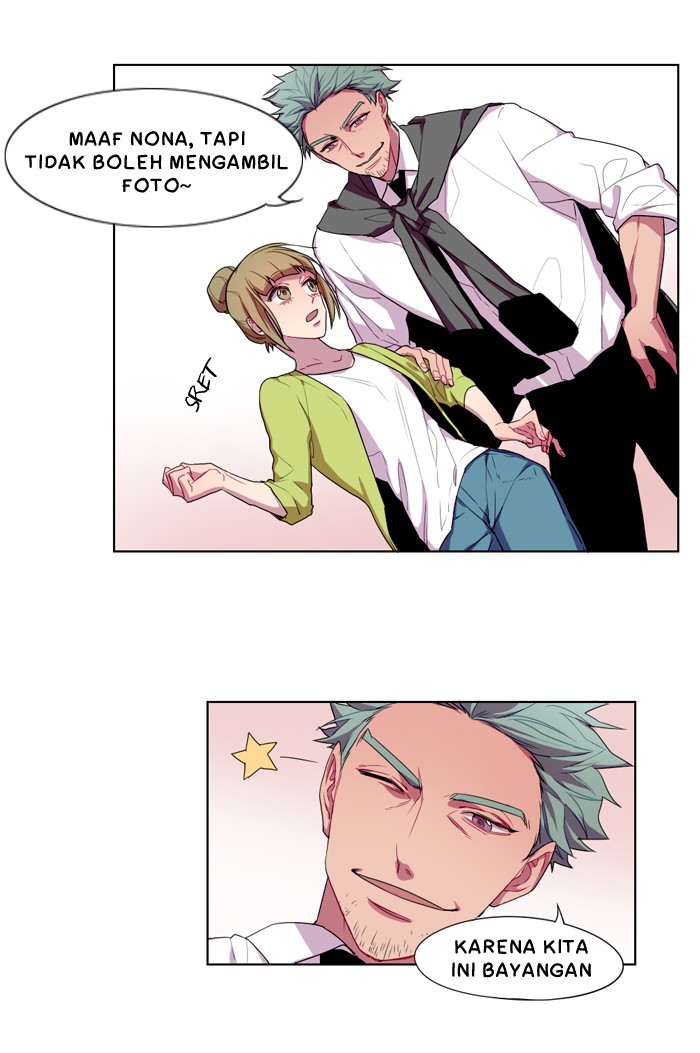 MAAF NONA, TAPI
TIDAK BOLEH MENGAMBIL
FOTO~
SRET
KARENA KITA
INI BAYANGAN